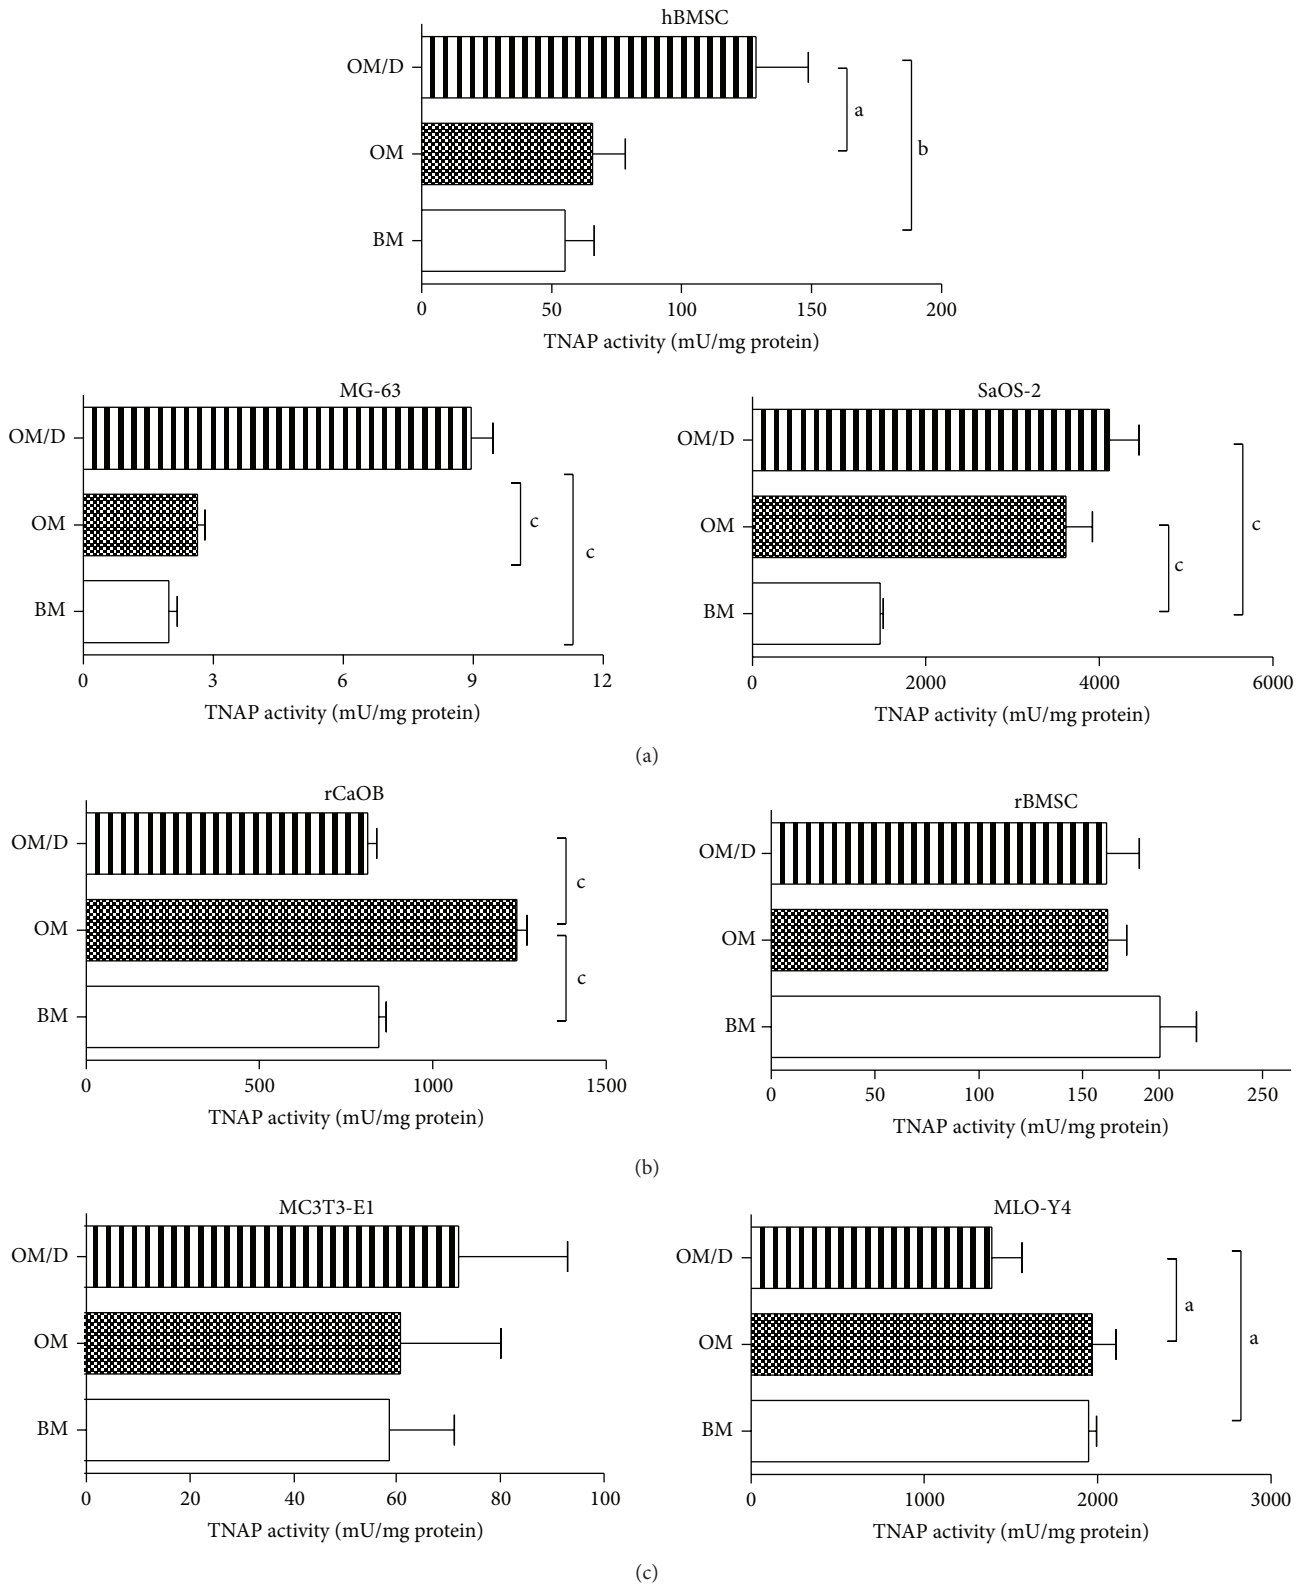 hBMSC
OM/D
OM
BM
a
b
0 50 100 150 200
TNAP activity (mU/mg protein)
MG-63
OM/D
OM
BM
c
c
0 3 6 9 12
TNAP activity (mU/mg protein)
SaOS-2
OM/D
OM
BM
c
c
0 2000 4000 6000
TNAP activity (mU/mg protein)
(a)
rCaOB
OM/D
OM
BM
c
c
0 500 1000 1500
TNAP activity (mU/mg protein)
rBMSC
OM/D
OM
BM
0 50 100 150 200 250
TNAP activity (mU/mg protein)
(b)
MC3T3-E1
OM/D
OM
BM
0 20 40 60 80 100
TNAP activity (mU/mg protein)
MLO-Y4
OM/D
OM
BM
a
a
0 1000 2000 3000
TNAP activity (mU/mg protein)
(c)